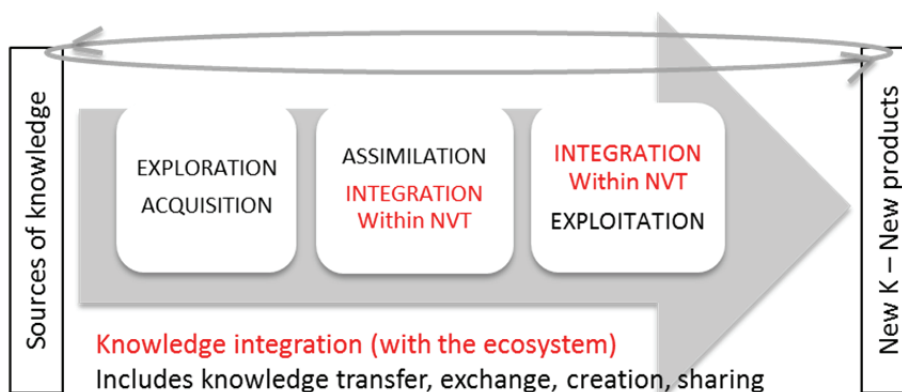 Sources of knowledge
EXPLORATION
ACQUISITION
ASSIMILATION
INTEGRATION
Within NVT
INTEGRATION
Within NVT
EXPLOITATION
New K – New products
Knowledge integration (with the ecosystem)
Includes knowledge transfer, exchange, creation, sharing